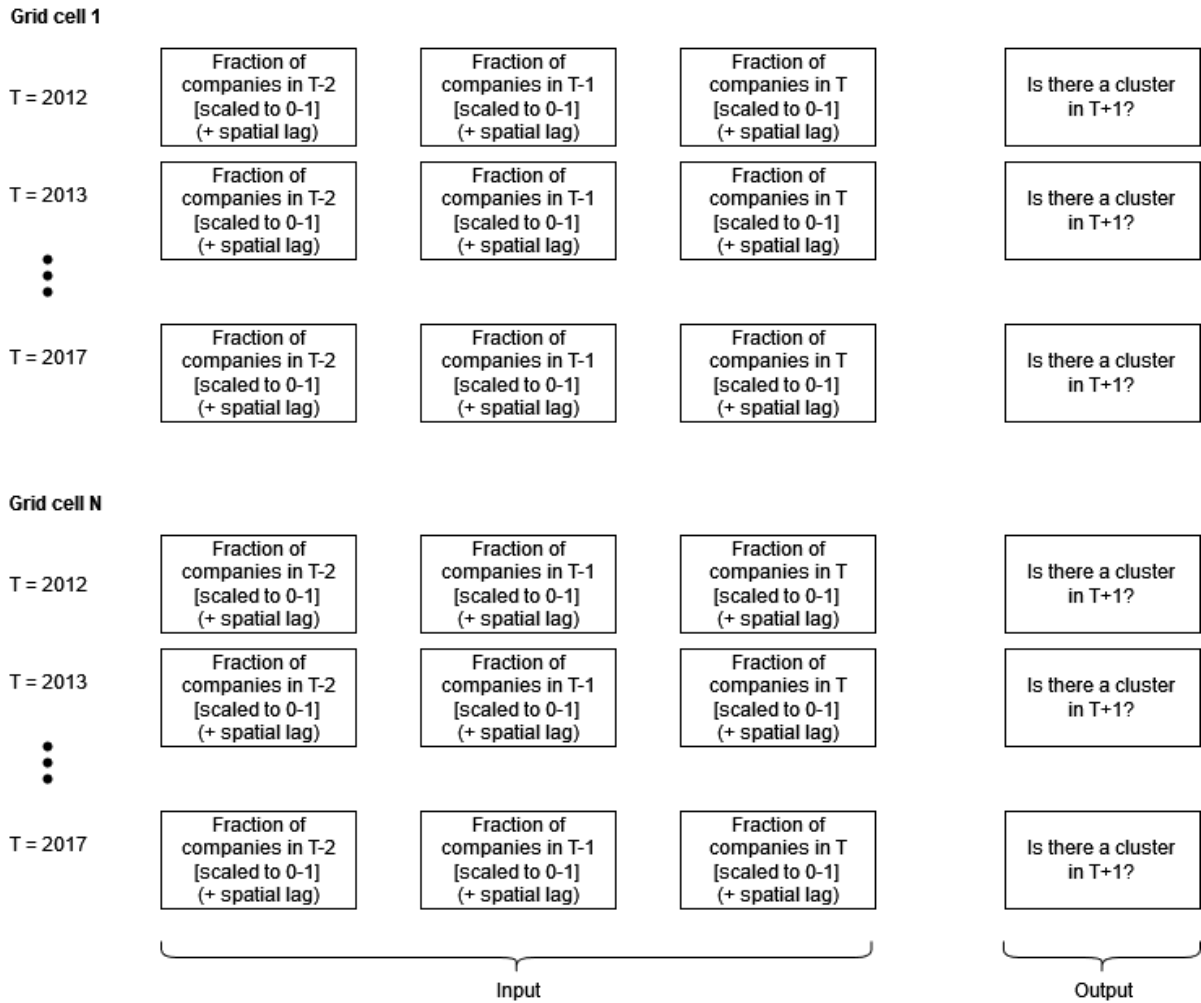 Grid cell 1
T = 2012
Fraction of
companies in T-2
[scaled to 0-1]
(+ spatial lag)
Fraction of
companies in T-1
[scaled to 0-1]
(+ spatial lag)
Fraction of
companies in T
[scaled to 0-1]
(+ spatial lag)
Is there a cluster
in T+1?
T = 2013
Fraction of
companies in T-2
[scaled to 0-1]
(+ spatial lag)
Fraction of
companies in T-1
[scaled to 0-1]
(+ spatial lag)
Fraction of
companies in T
[scaled to 0-1]
(+ spatial lag)
Is there a cluster
in T+1?
T = 2017
Fraction of
companies in T-2
[scaled to 0-1]
(+ spatial lag)
Fraction of
companies in T-1
[scaled to 0-1]
(+ spatial lag)
Fraction of
companies in T
[scaled to 0-1]
(+ spatial lag)
Is there a cluster
in T+1?
Grid cell N
T = 2012
Fraction of
companies in T-2
[scaled to 0-1]
(+ spatial lag)
Fraction of
companies in T-1
[scaled to 0-1]
(+ spatial lag)
Fraction of
companies in T
[scaled to 0-1]
(+ spatial lag)
Is there a cluster
in T+1?
T = 2013
Fraction of
companies in T-2
[scaled to 0-1]
(+ spatial lag)
Fraction of
companies in T-1
[scaled to 0-1]
(+ spatial lag)
Fraction of
companies in T
[scaled to 0-1]
(+ spatial lag)
Is there a cluster
in T+1?
T = 2017
Fraction of
companies in T-2
[scaled to 0-1]
(+ spatial lag)
Fraction of
companies in T-1
[scaled to 0-1]
(+ spatial lag)
Fraction of
companies in T
[scaled to 0-1]
(+ spatial lag)
Is there a cluster
in T+1?
Input
Output